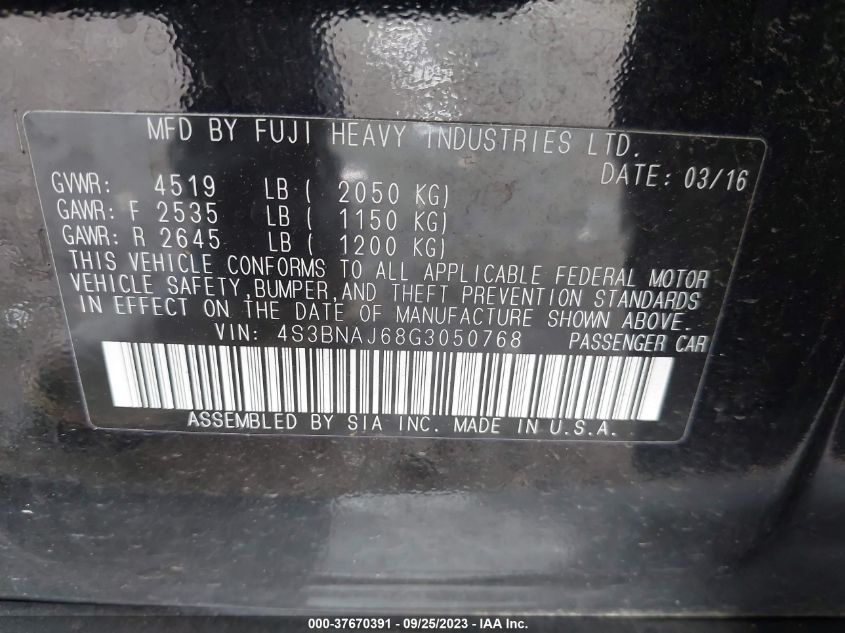 MFD BY FUJI HEAVY INDUSTRIES LTD.
DATE: 03/16
GVWR: 4519 LB ( 2050 KG)
GAWR: F 2535 LB ( 1150 KG)
GAWR: R 2645 LB ( 1200 KG)
THIS VEHICLE CONFORMS TO ALL APPLICABLE FEDERAL MOTOR
VEHICLE SAFETY,BUMPER,AND THEFT PREVENTION STANDARDS
IN EFFECT ON THE DATE OF MANUFACTURE SHOWN ABOVE.
VIN: 4S3BNAJ68G3050768 PASSENGER CAR
ASSEMBLED BY SIA INC. MADE IN U.S.A.
000-37670391 - 09/25/2023 - IAA Inc.